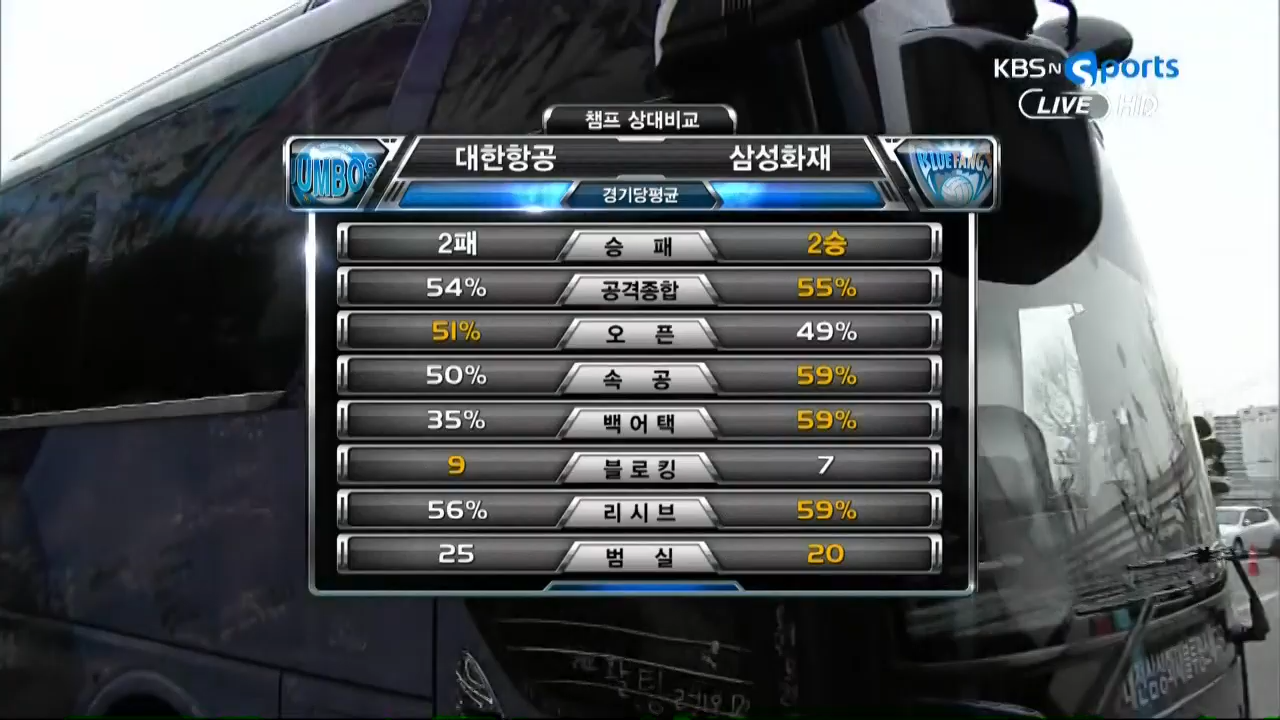 KBS N Sports
LIVE HD
챔프 상대비교
JUMBOS 대한항공 삼성화재 BLUEFANGS
경기당평균
2패 승 패 2승
54% 공격종합 55%
51% 오 픈 49%
50% 속 공 59%
35% 백어택 59%
9 블로킹 7
56% 리시브 59%
25 범 실 20